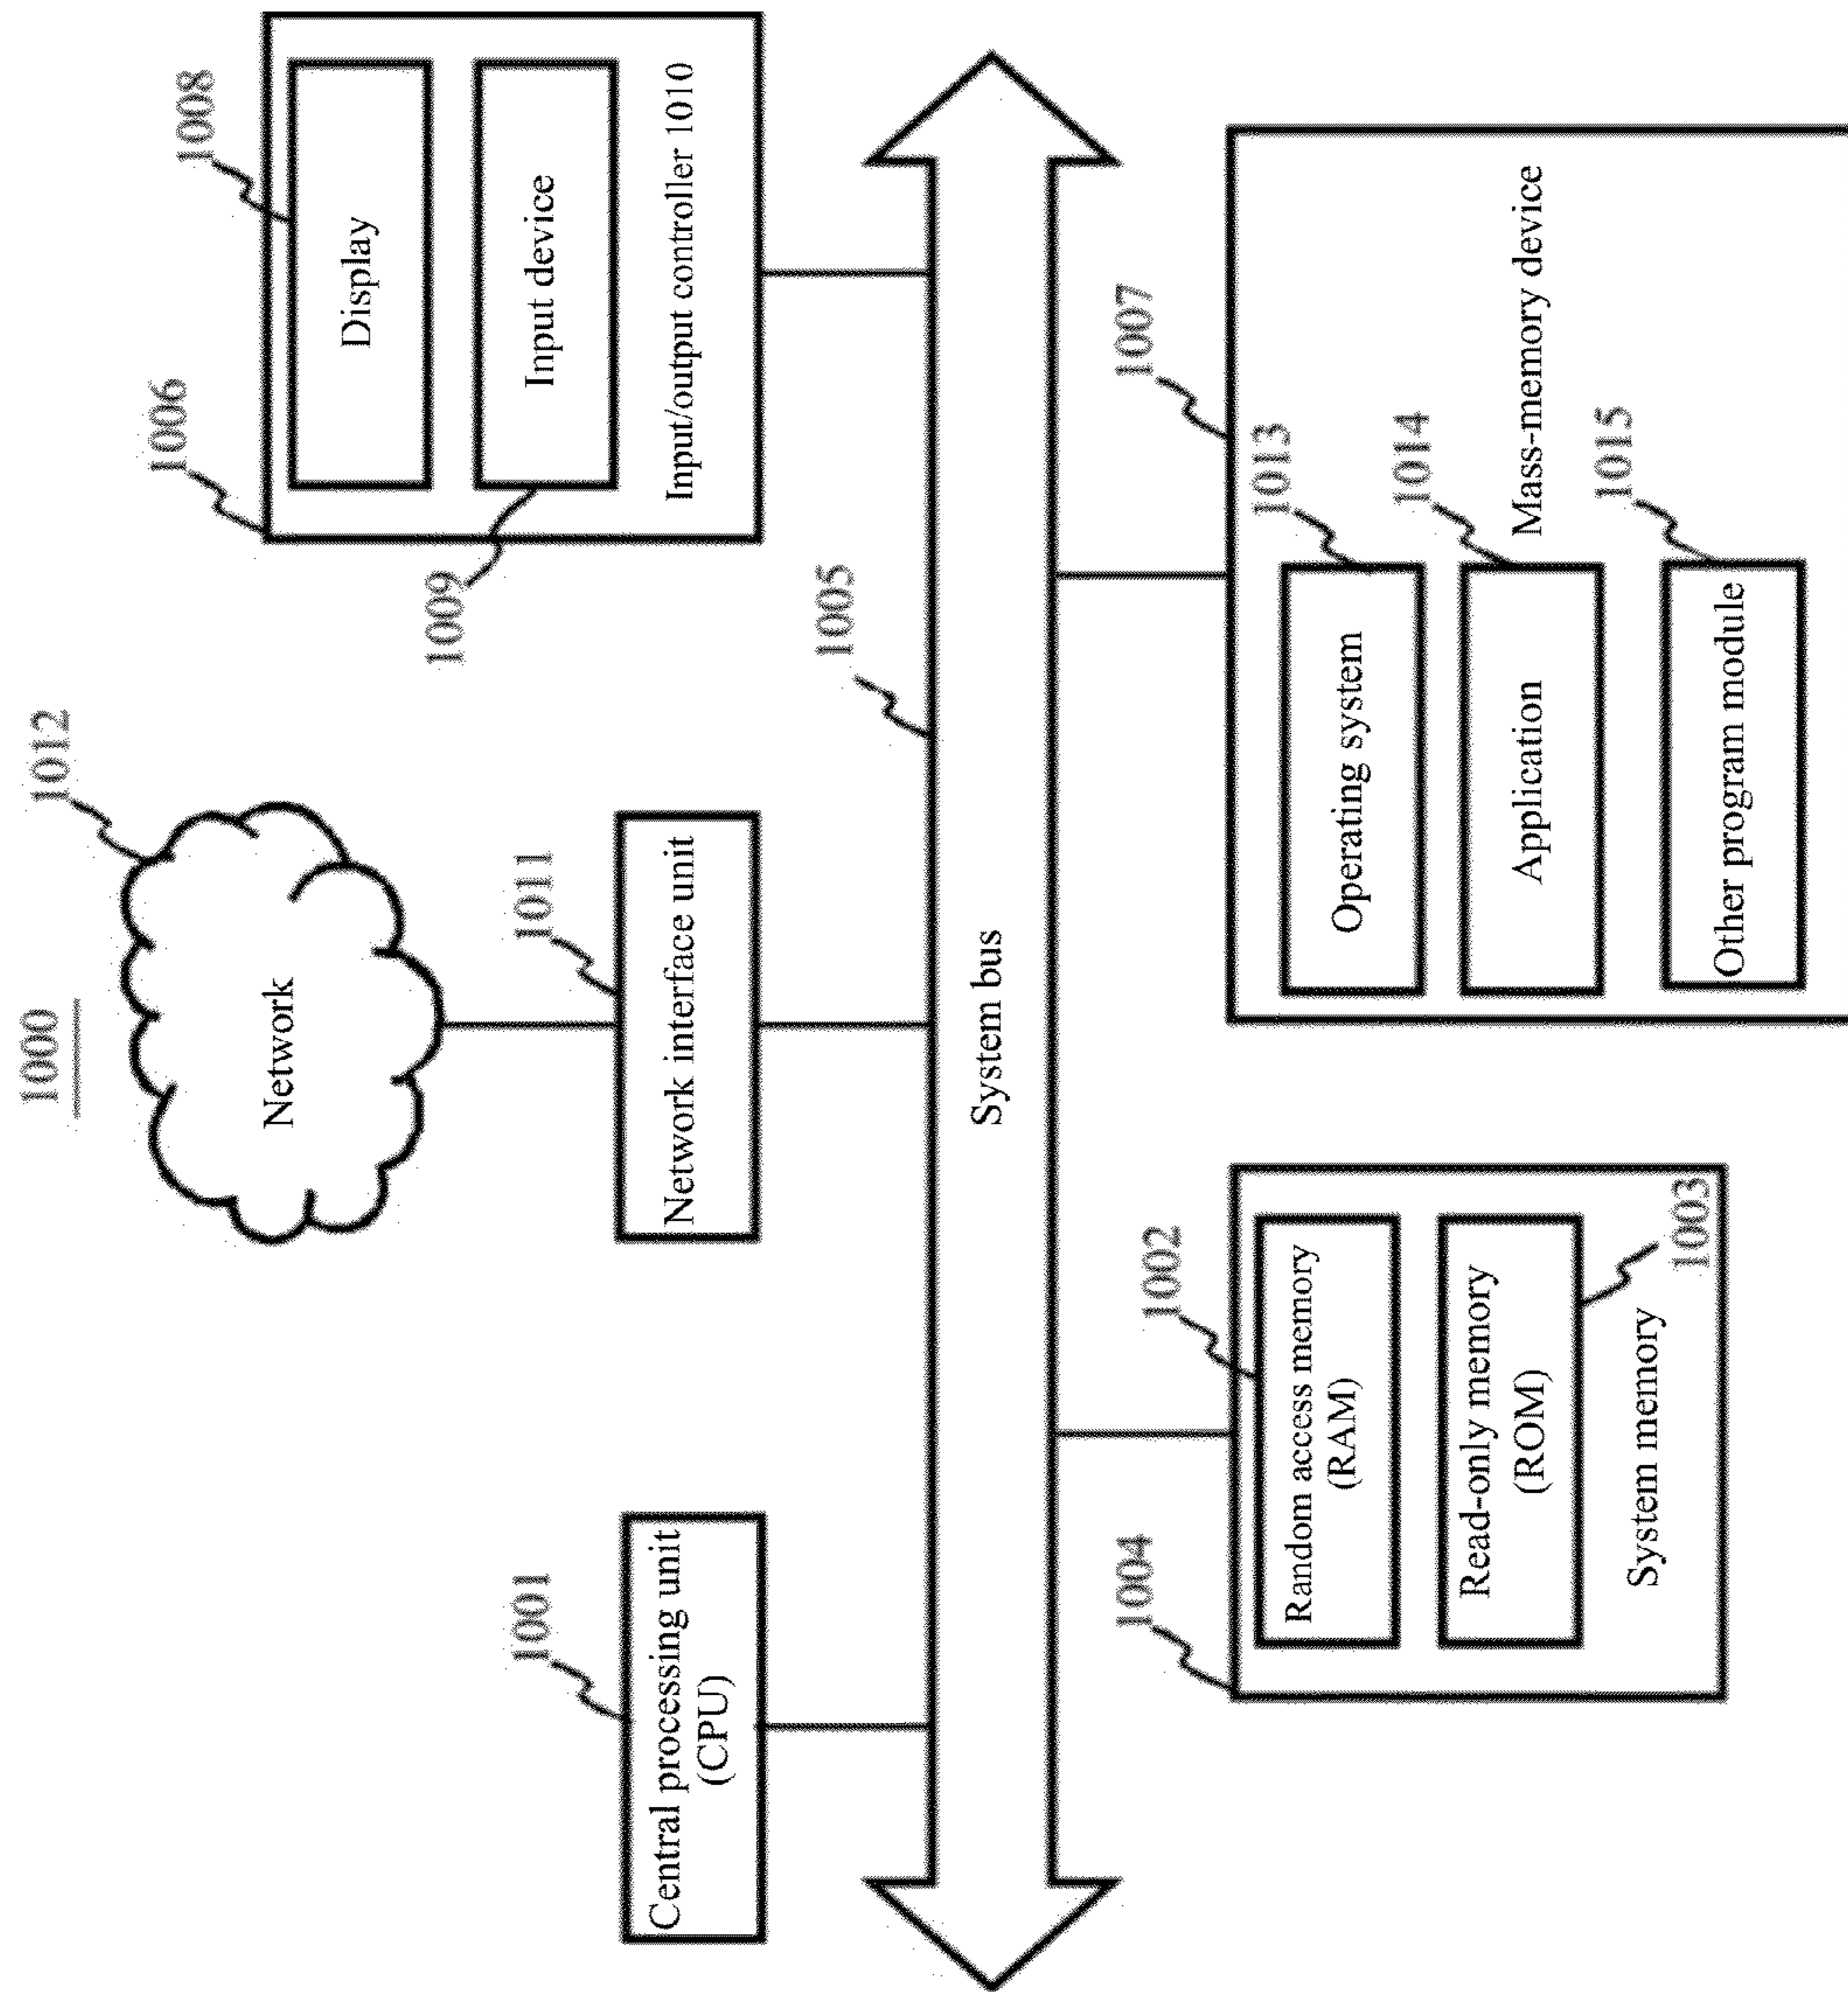 1000
1012
Network
1008
Display
1006
Input device
1009
Input/output controller 1010
1001
Central processing unit
(CPU)
1011
Network interface unit
1005
System bus
1004
1002
Random access memory
(RAM)
Read-only memory
(ROM)
1003
System memory
1007
1013
Operating system
1014
Application
Mass-memory device
1015
Other program module